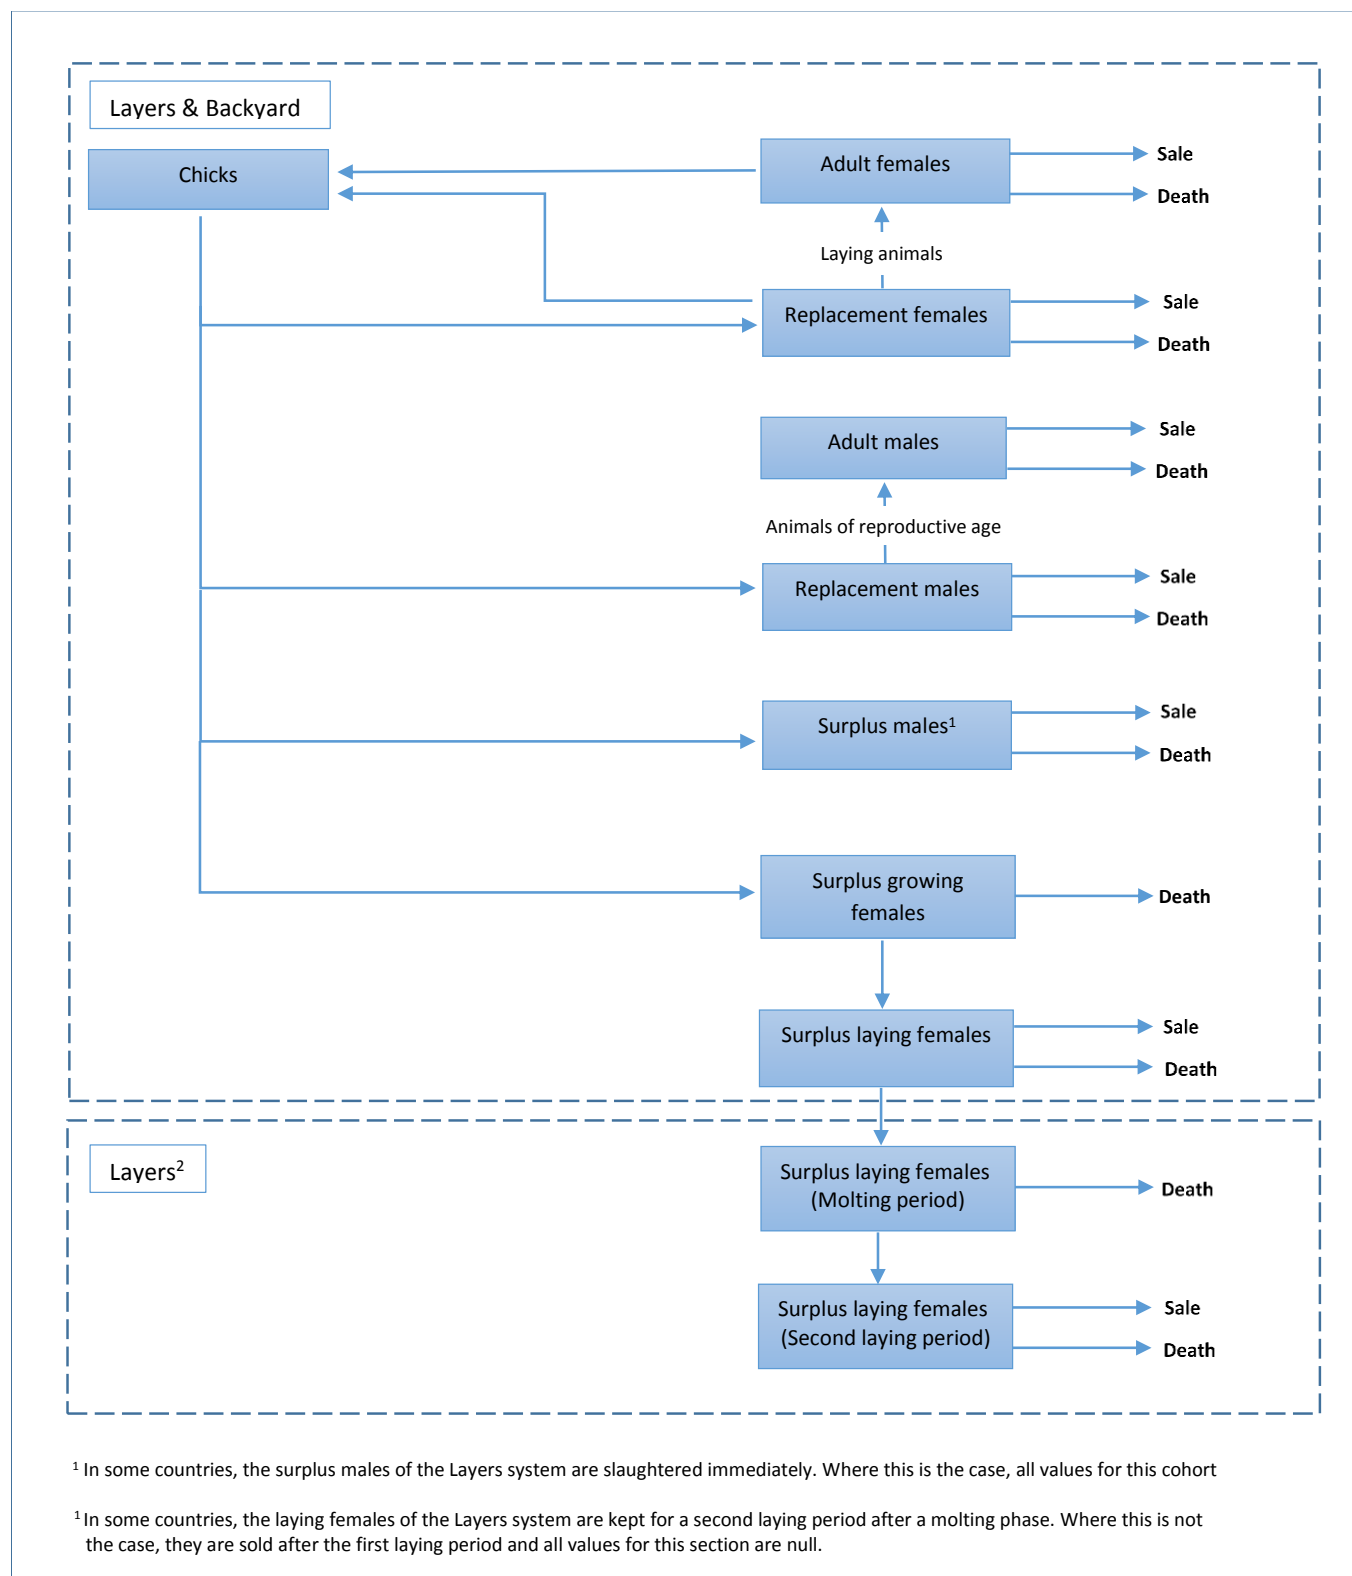 Layers & Backyard
Chicks
Adult females
Sale
Death
Laying animals
Replacement females
Sale
Death
Adult males
Sale
Death
Animals of reproductive age
Replacement males
Sale
Death
Surplus males¹
Sale
Death
Surplus growing
females
Death
Surplus laying females
Sale
Death
Layers²
Surplus laying females
(Molting period)
Death
Surplus laying females
(Second laying period)
Sale
Death
¹ In some countries, the surplus males of the Layers system are slaughtered immediately. Where this is the case, all values for this cohort
¹ In some countries, the laying females of the Layers system are kept for a second laying period after a molting phase. Where this is not
the case, they are sold after the first laying period and all values for this section are null.